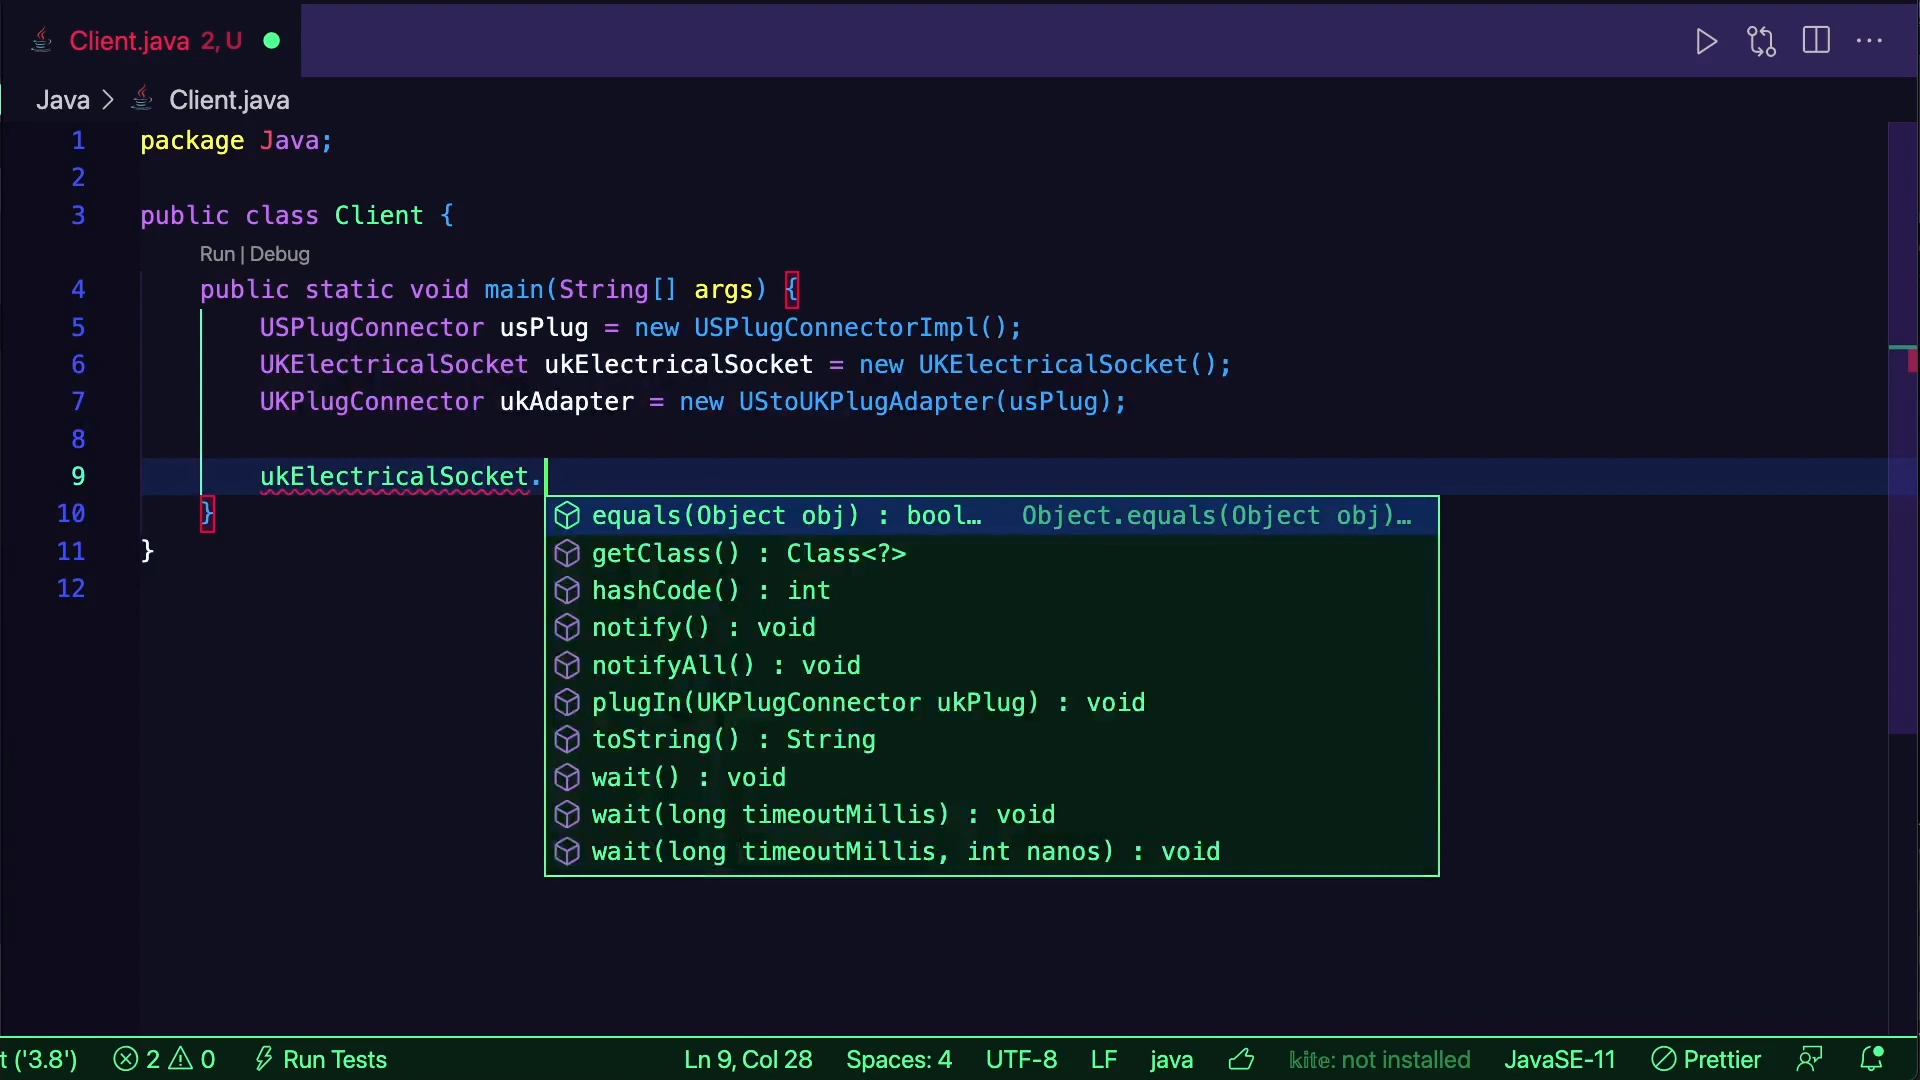 Client.java 2, U
Java > Client.java
1 package Java;
2
3 public class Client {
Run | Debug
4 public static void main(String[] args) {
5 USPlugConnector usPlug = new USPlugConnectorImpl();
6 UKElectricalSocket ukElectricalSocket = new UKElectricalSocket();
7 UKPlugConnector ukAdapter = new UStoUKPlugAdapter(usPlug);
8
9 ukElectricalSocket.
10 }
equals(Object obj) : bool… Object.equals(Object obj)…
11 }
getClass() : Class<?>
12
hashCode() : int
notify() : void
notifyAll() : void
plugIn(UKPlugConnector ukPlug) : void
toString() : String
wait() : void
wait(long timeoutMillis) : void
wait(long timeoutMillis, int nanos) : void
t ('3.8') 2 0 Run Tests Ln 9, Col 28 Spaces: 4 UTF-8 LF java kite: not installed JavaSE-11 Prettier